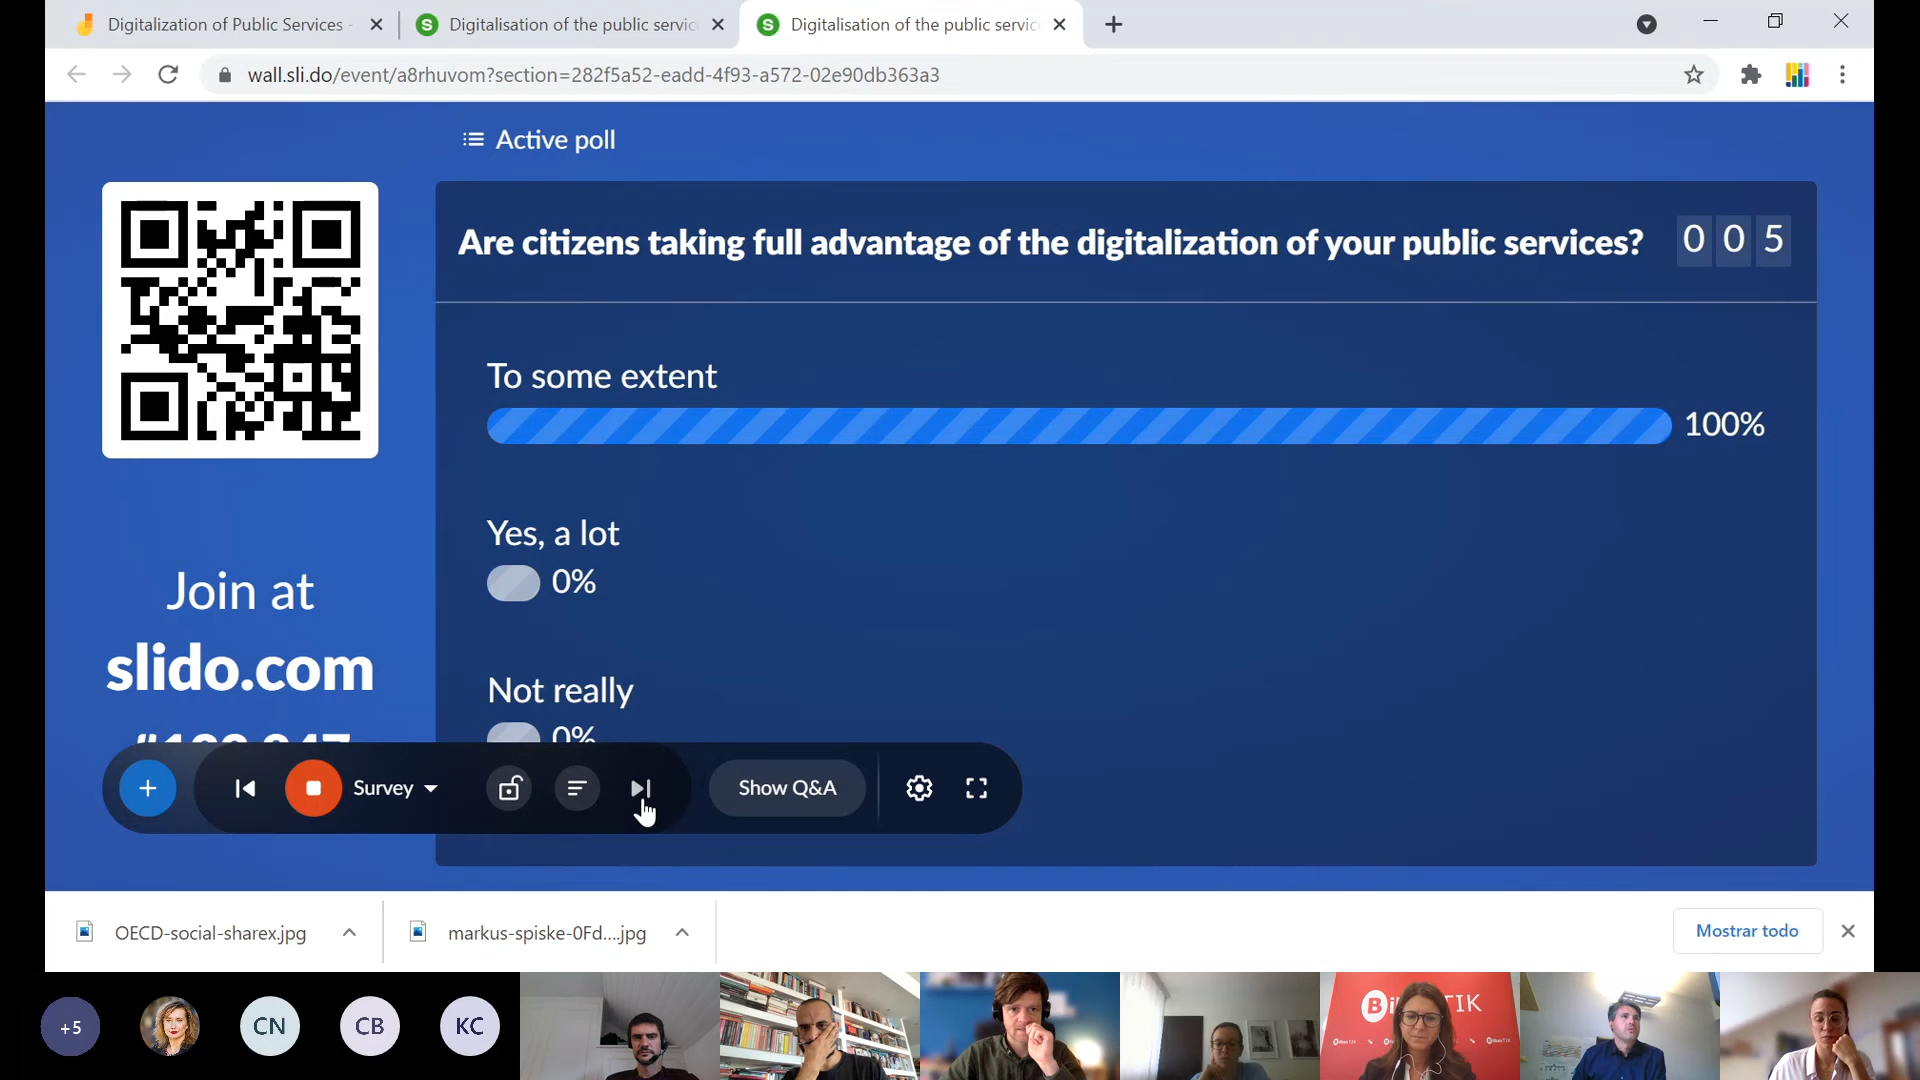 Digitalization of Public Services -
Digitalisation of the public servic
Digitalisation of the public servic
wall.sli.do/event/a8rhuvom?section=282f5a52-eadd-4f93-a572-02e90db363a3
Active poll
Are citizens taking full advantage of the digitalization of your public services?
005
To some extent
100%
Yes, a lot
0%
Not really
0%
Join at
slido.com
Survey
Show Q&A
OECD-social-sharex.jpg
markus-spiske-0Fd....jpg
Mostrar todo
+5
CN
CB
KC